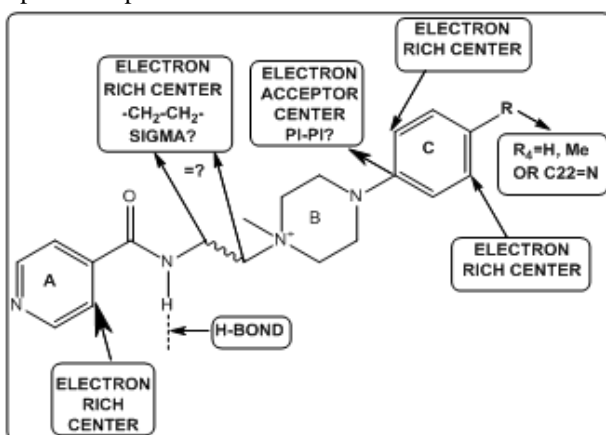 ELECTRON
RICH CENTER
-CH2-CH2-
SIGMA?
=?
ELECTRON
ACCEPTOR
CENTER
PI-PI?
ELECTRON
RICH CENTER
R
R4=H, Me
OR C22=N
C
N
B
N+
O
N
H
A
N
ELECTRON
RICH CENTER
H-BOND
ELECTRON
RICH
CENTER